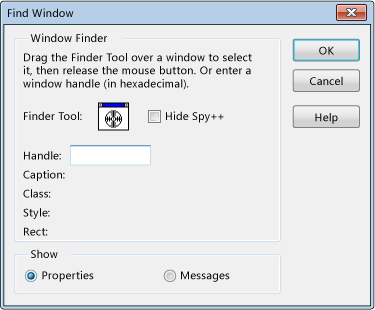 Find Window
Window Finder
Drag the Finder Tool over a window to select
it, then release the mouse button. Or enter a
window handle (in hexadecimal).
Finder Tool:
Hide Spy++
Handle:
Caption:
Class:
Style:
Rect:
Show
Properties
Messages
OK
Cancel
Help